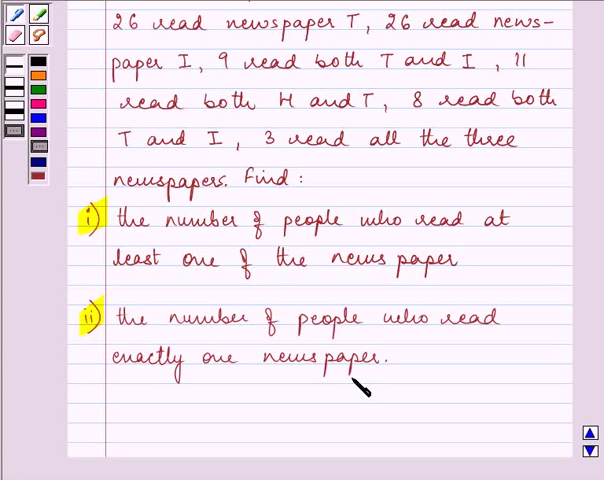 26 read newspaper T, 26 read news-
paper I, 9 read both T and I, 11
read both H and T, 8 read both
T and I, 3 read all the three
newspapers. Find :
i) the number of people who read at
least one of the news paper
ii) the number of people who read
exactly one newspaper.